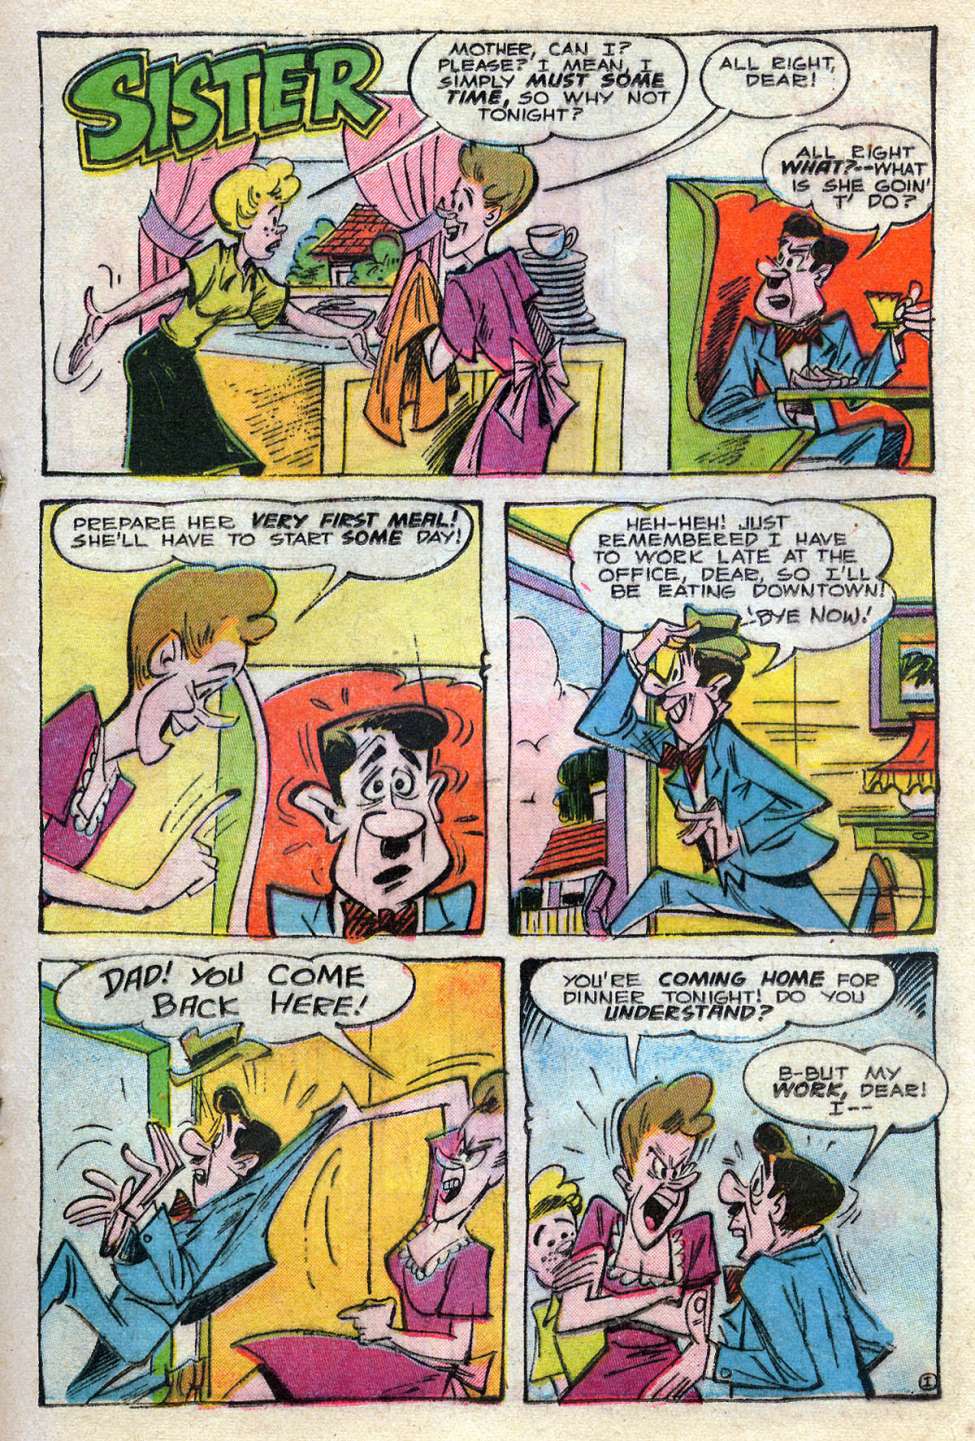 SISTER
MOTHER, CAN I?
PLEASE? I MEAN, I
SIMPLY MUST SOME
TIME, SO WHY NOT
TONIGHT?
ALL RIGHT,
DEAR!
ALL RIGHT
WHAT?--WHAT
IS SHE GOIN'
T' DO?
PREPARE HER VERY FIRST MEAL!
SHE'LL HAVE TO START SOME DAY!
HEH-HEH! JUST
REMEMBERED I HAVE
TO WORK LATE AT THE
OFFICE, DEAR, SO I'LL
BE EATING DOWNTOWN!
'BYE NOW!
DAD! YOU COME
BACK HERE!
YOU'RE COMING HOME FOR
DINNER TONIGHT! DO YOU
UNDERSTAND?
B-BUT MY
WORK, DEAR!
I--
1